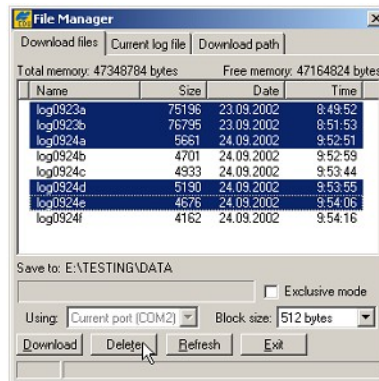 File Manager
Download files Current log file Download path
Total memory: 47348784 bytes Free memory: 47164824 bytes
Name Size Date Time
log0923a 75196 23.09.2002 8:49:52
log0923b 76795 23.09.2002 8:51:53
log0924a 5661 24.09.2002 9:52:51
log0924b 4701 24.09.2002 9:52:59
log0924c 4933 24.09.2002 9:53:44
log0924d 5190 24.09.2002 9:53:55
log0924e 4676 24.09.2002 9:54:06
log0924f 4162 24.09.2002 9:54:16
Save to: E:\TESTING\DATA
Exclusive mode
Using: Current port (COM2) Block size: 512 bytes
Download Delete Refresh Exit